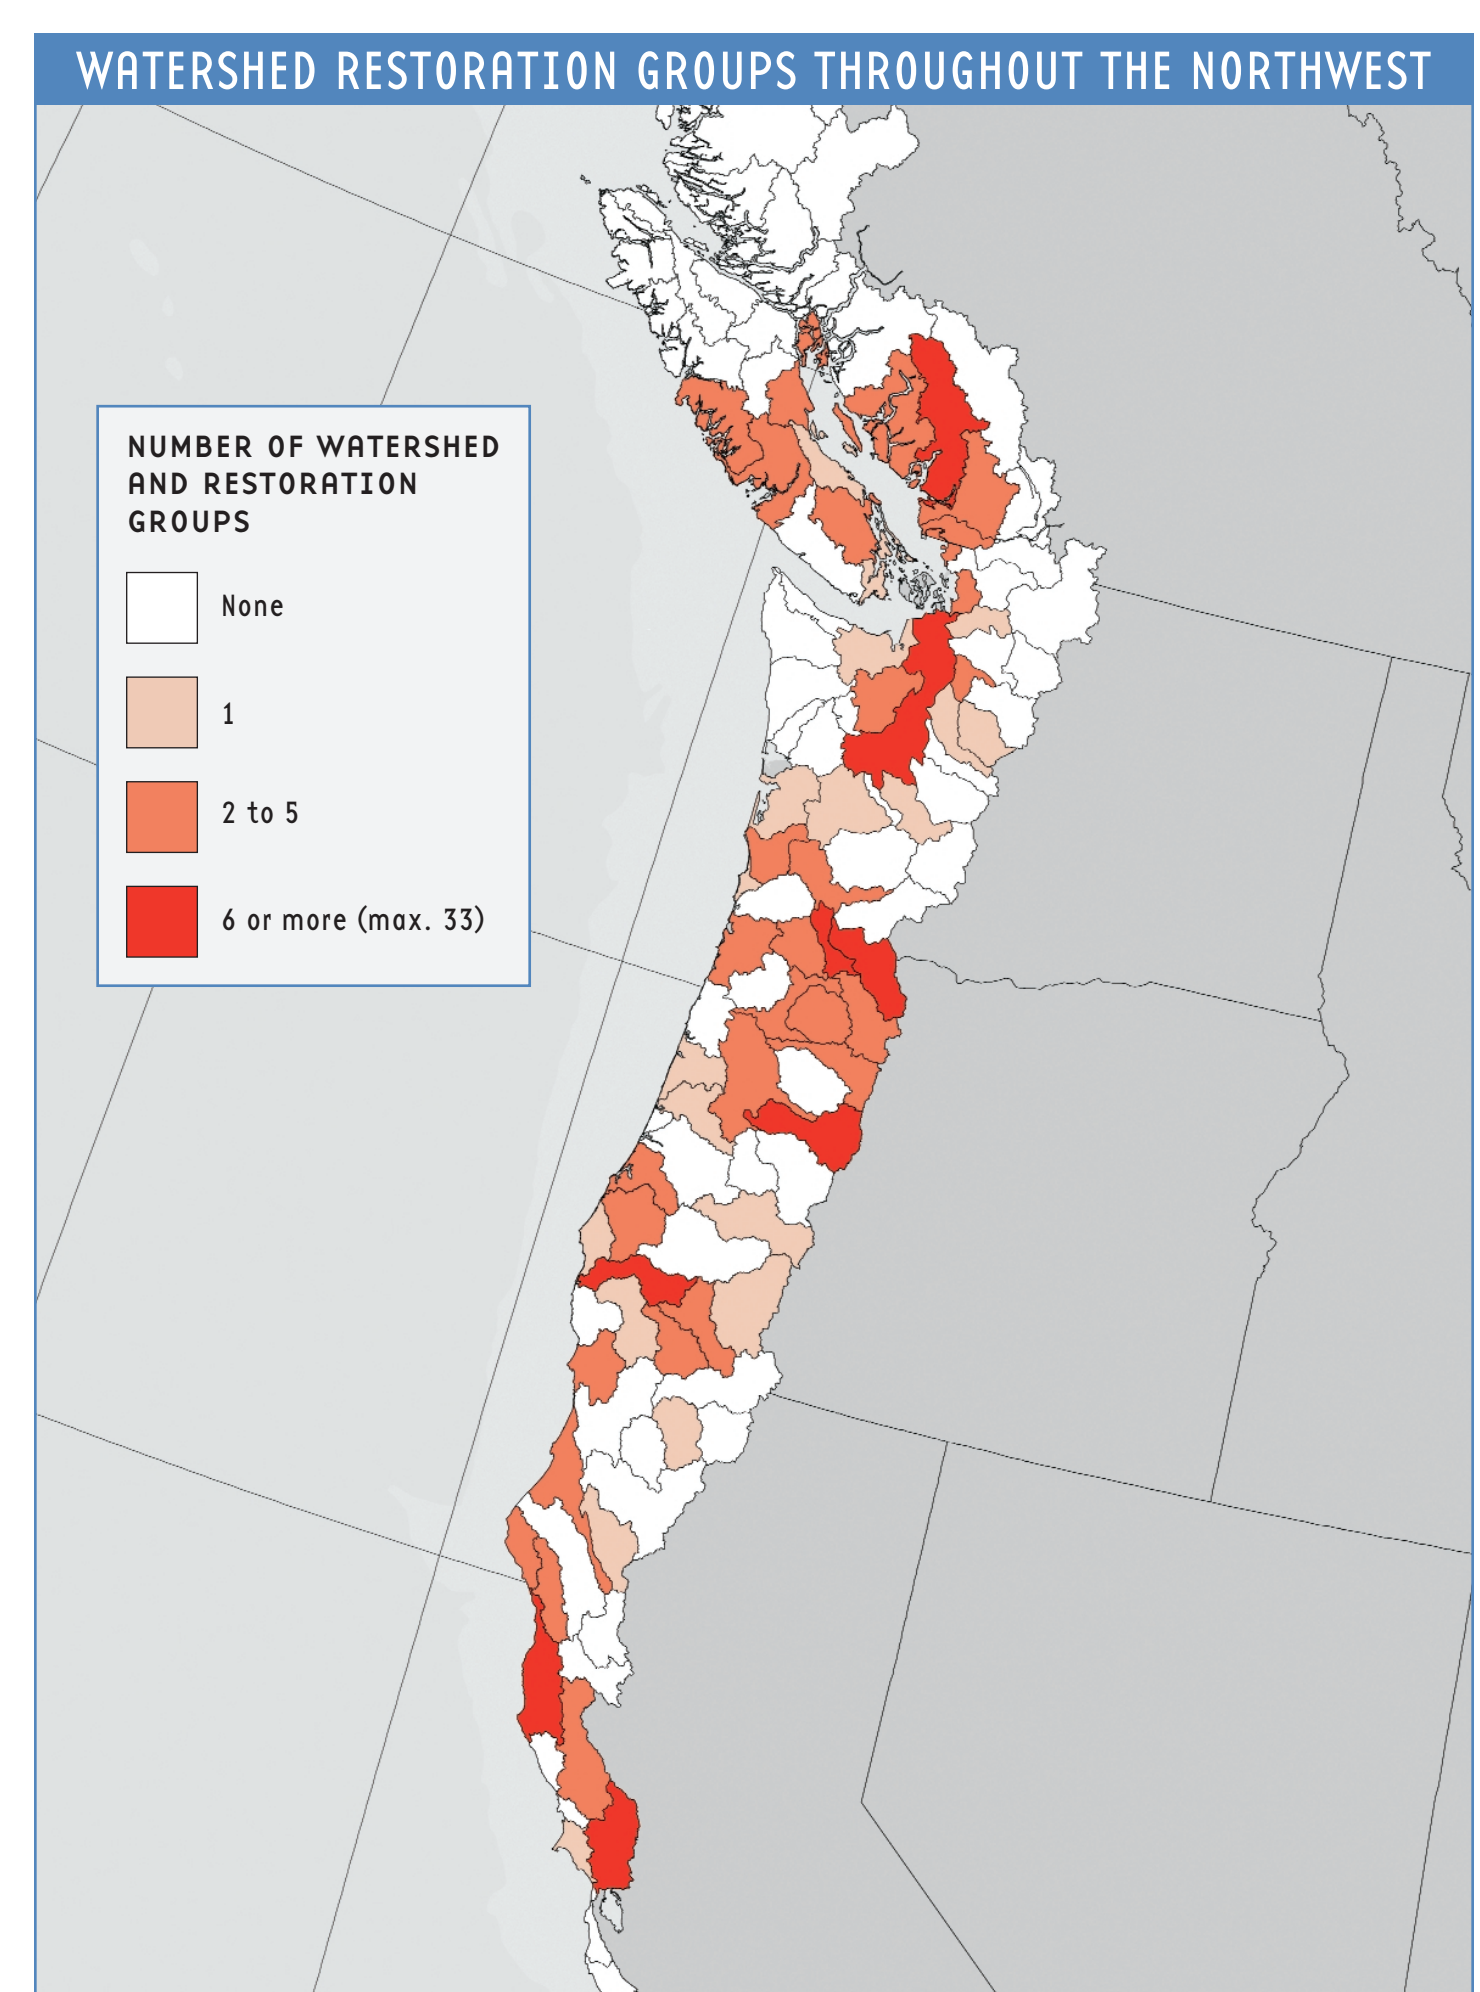 WATERSHED RESTORATION GROUPS THROUGHOUT THE NORTHWEST
NUMBER OF WATERSHED
AND RESTORATION
GROUPS
None
1
2 to 5
6 or more (max. 33)